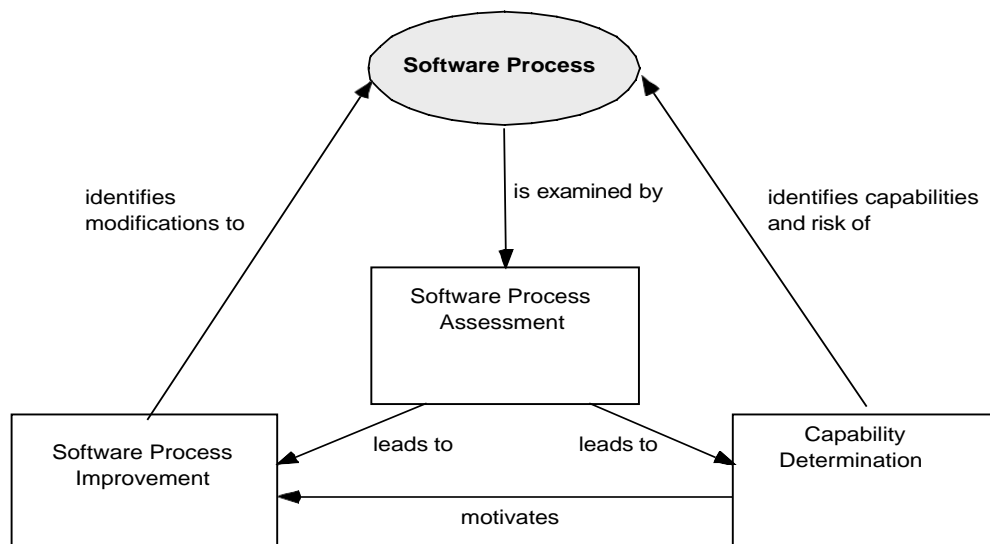 Software Process
identifies
modifications to
is examined by
identifies capabilities
and risk of
Software Process
Assessment
leads to
leads to
Software Process
Improvement
Capability
Determination
motivates